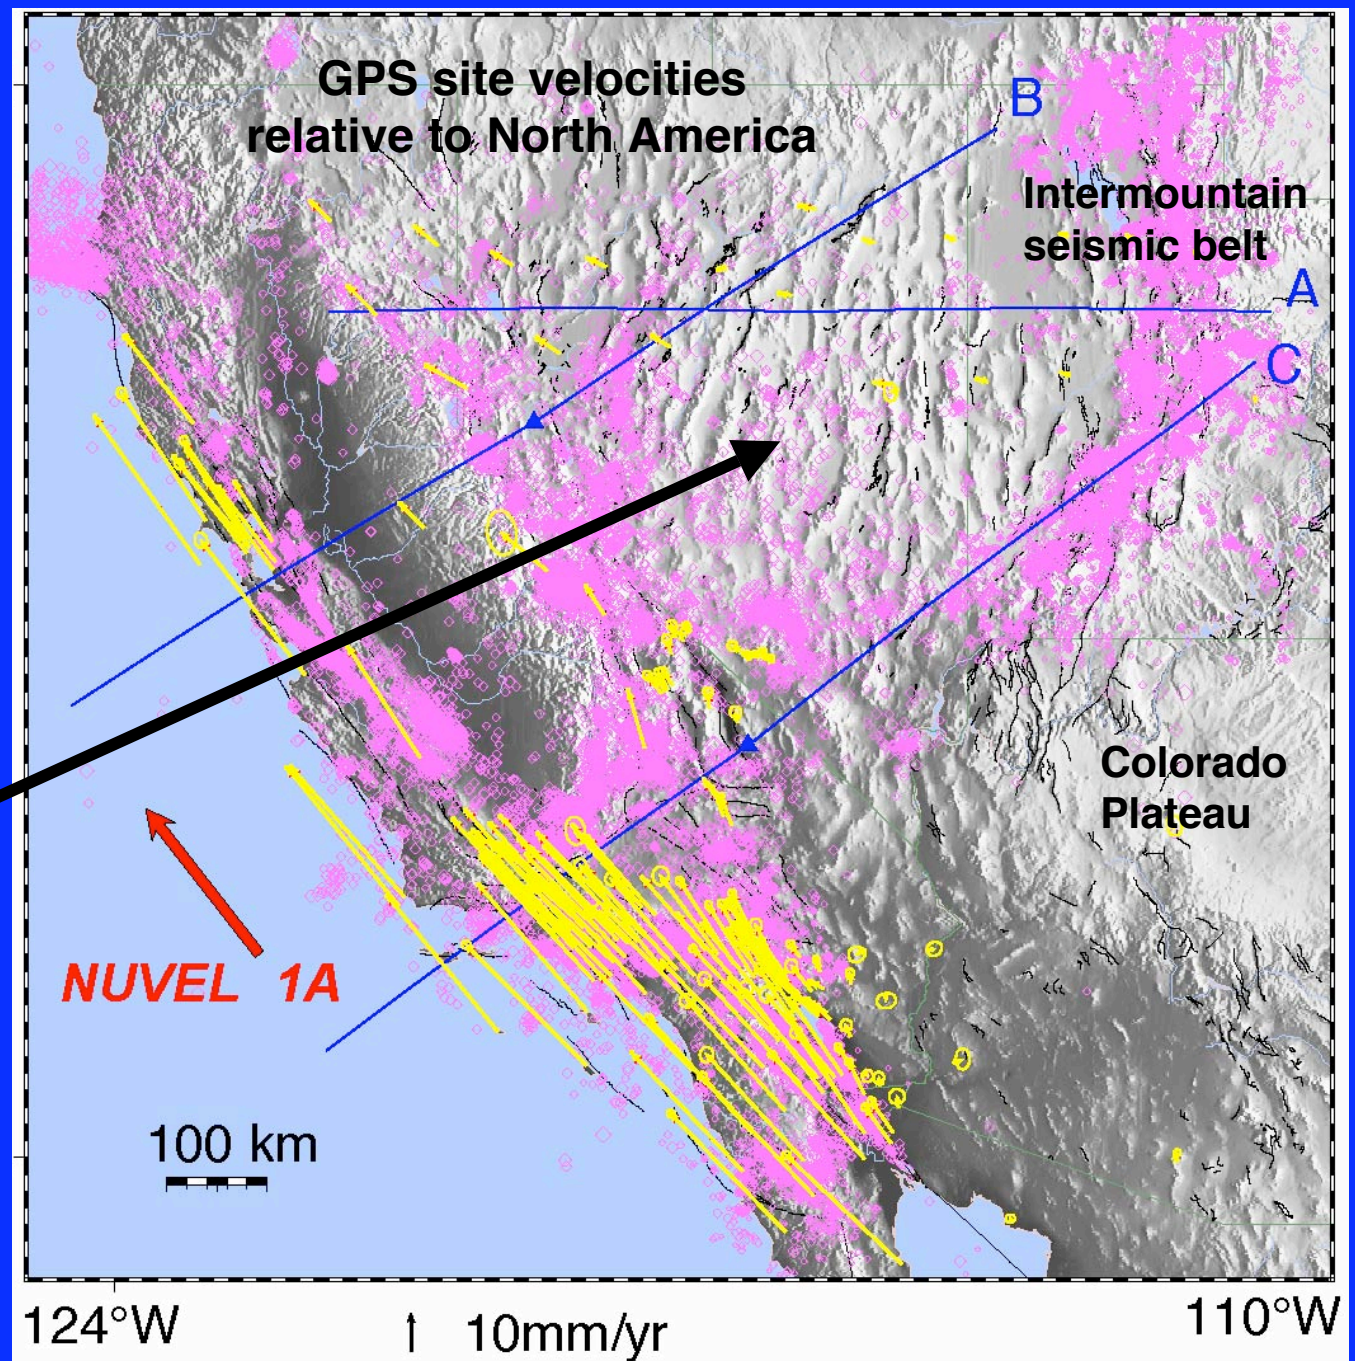 GPS site velocities
relative to North America
B
Intermountain
seismic belt
A
C
Colorado
Plateau
NUVEL 1A
100 km
124°W
10mm/yr
110°W